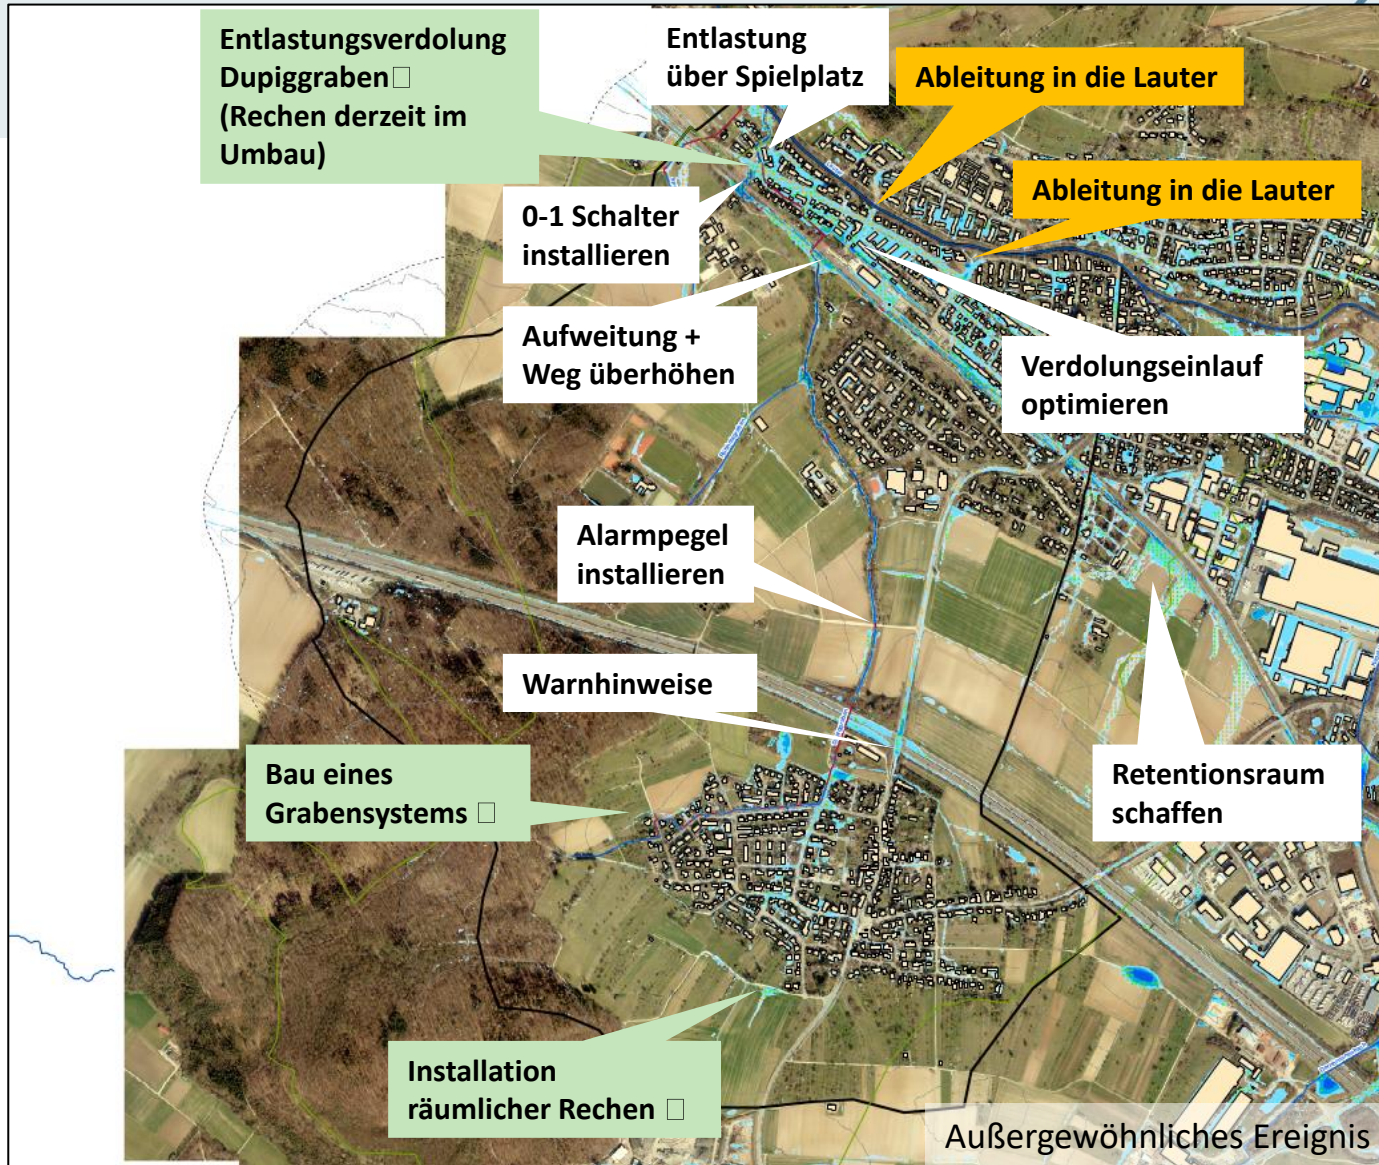 Entlastungsverdolung
Dupiggraben□
(Rechen derzeit im
Umbau)
Entlastung
über Spielplatz
Ableitung in die Lauter
Ableitung in die Lauter
0-1 Schalter
installieren
Aufweitung +
Weg überhöhen
Verdolungseinlauf
optimieren
Alarmpegel
installieren
Warnhinweise
Bau eines
Grabensystems □
Retentionsraum
schaffen
Installation
räumlicher Rechen □
Außergewöhnliches Ereignis